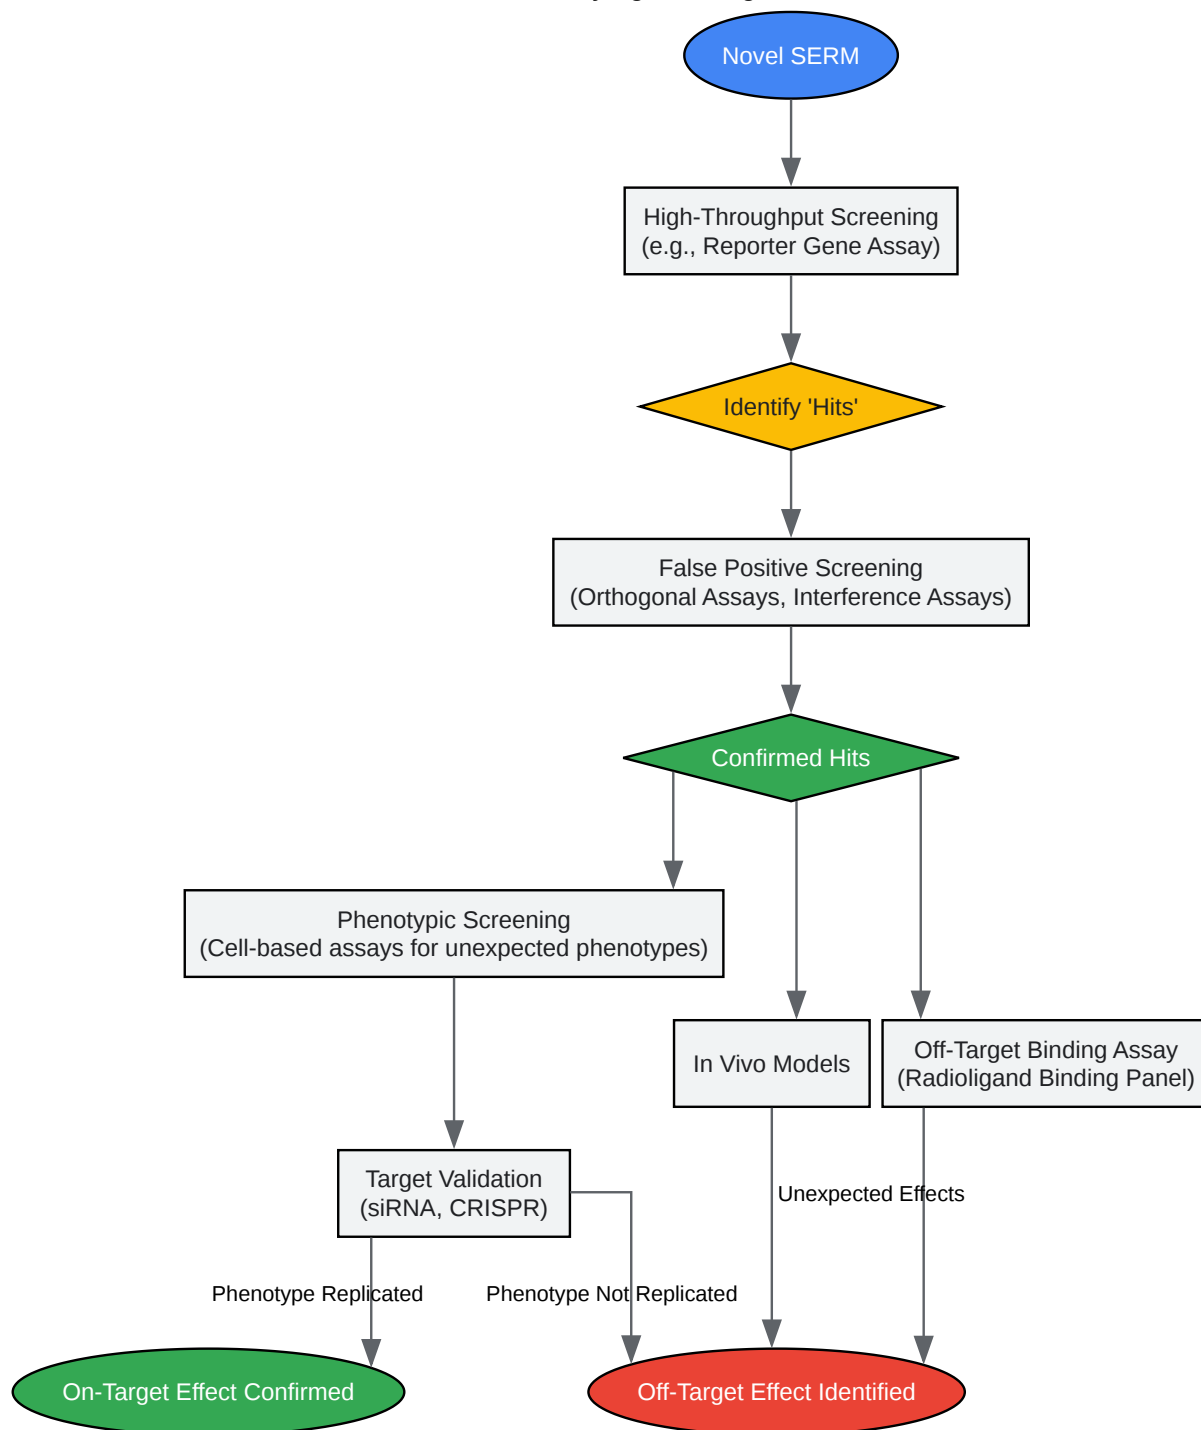 Novel SERM
High-Throughput Screening
(e.g., Reporter Gene Assay)
Identify 'Hits'
False Positive Screening
(Orthogonal Assays, Interference Assays)
Confirmed Hits
Phenotypic Screening
(Cell-based assays for unexpected phenotypes)
In Vivo Models
Off-Target Binding Assay
(Radioligand Binding Panel)
Target Validation
(siRNA, CRISPR)
Unexpected Effects
Phenotype Replicated
Phenotype Not Replicated
On-Target Effect Confirmed
Off-Target Effect Identified